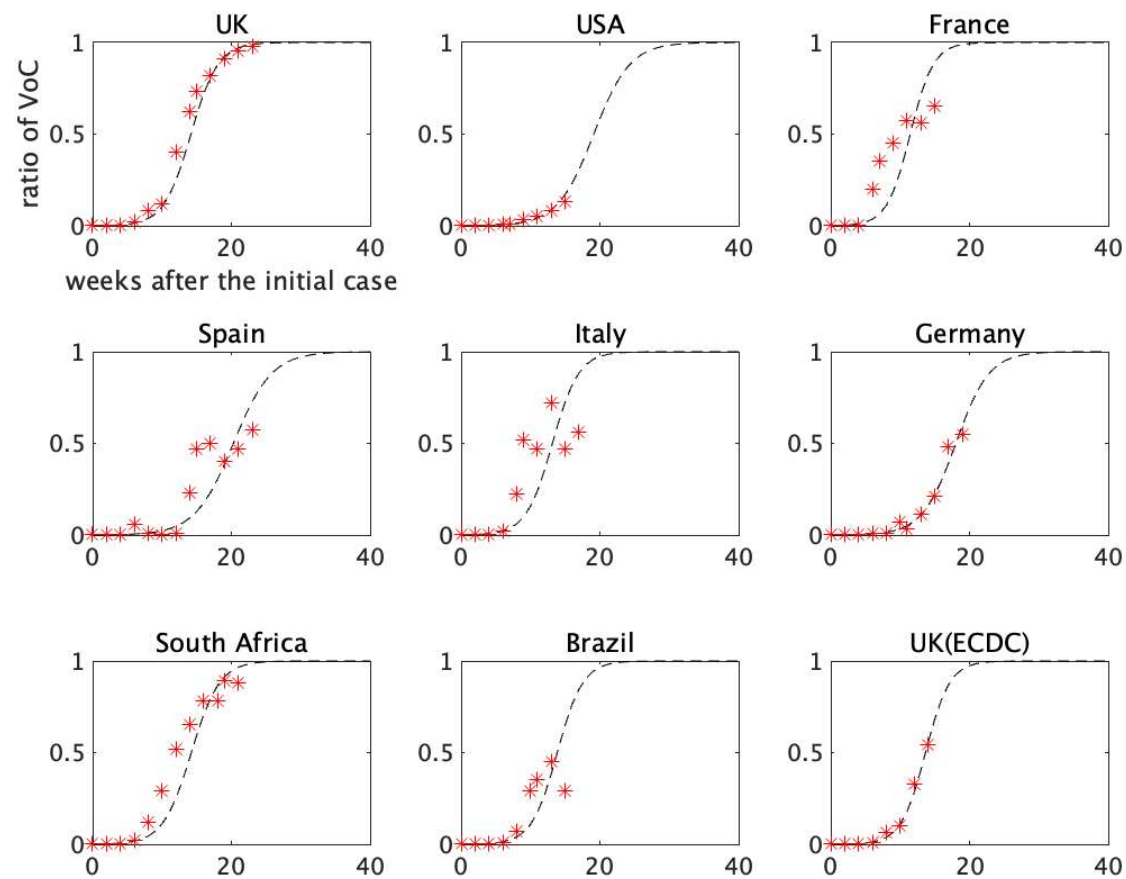 UK USA France
1 1 1
ratio of VoC
0.5 0.5 0.5
0 0 0
0 20 40 0 20 40 0 20 40
weeks after the initial case
Spain Italy Germany
1 1 1
0.5 0.5 0.5
0 0 0
0 20 40 0 20 40 0 20 40
South Africa Brazil UK(ECDC)
1 1 1
0.5 0.5 0.5
0 0 0
0 20 40 0 20 40 0 20 40